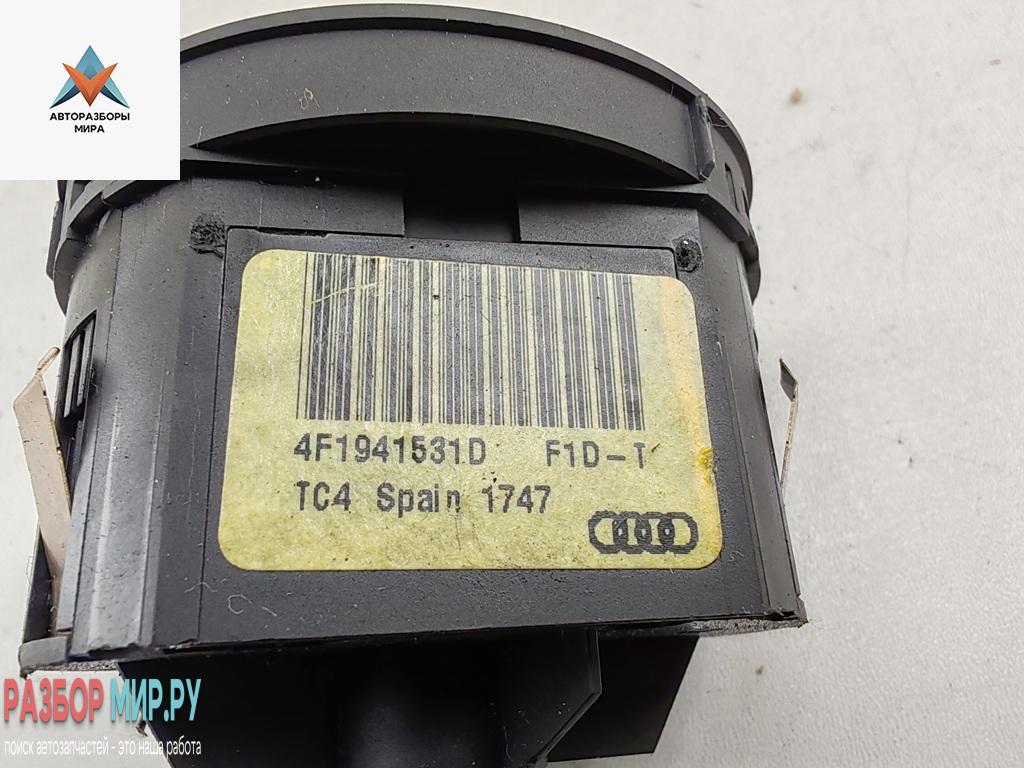 АВТОРАЗБОРЫ
МИРА
4F1941531D F1D-T
TC4 Spain 1747
РАЗБОР МИР.РУ
поиск автозапчастей - это наша работа